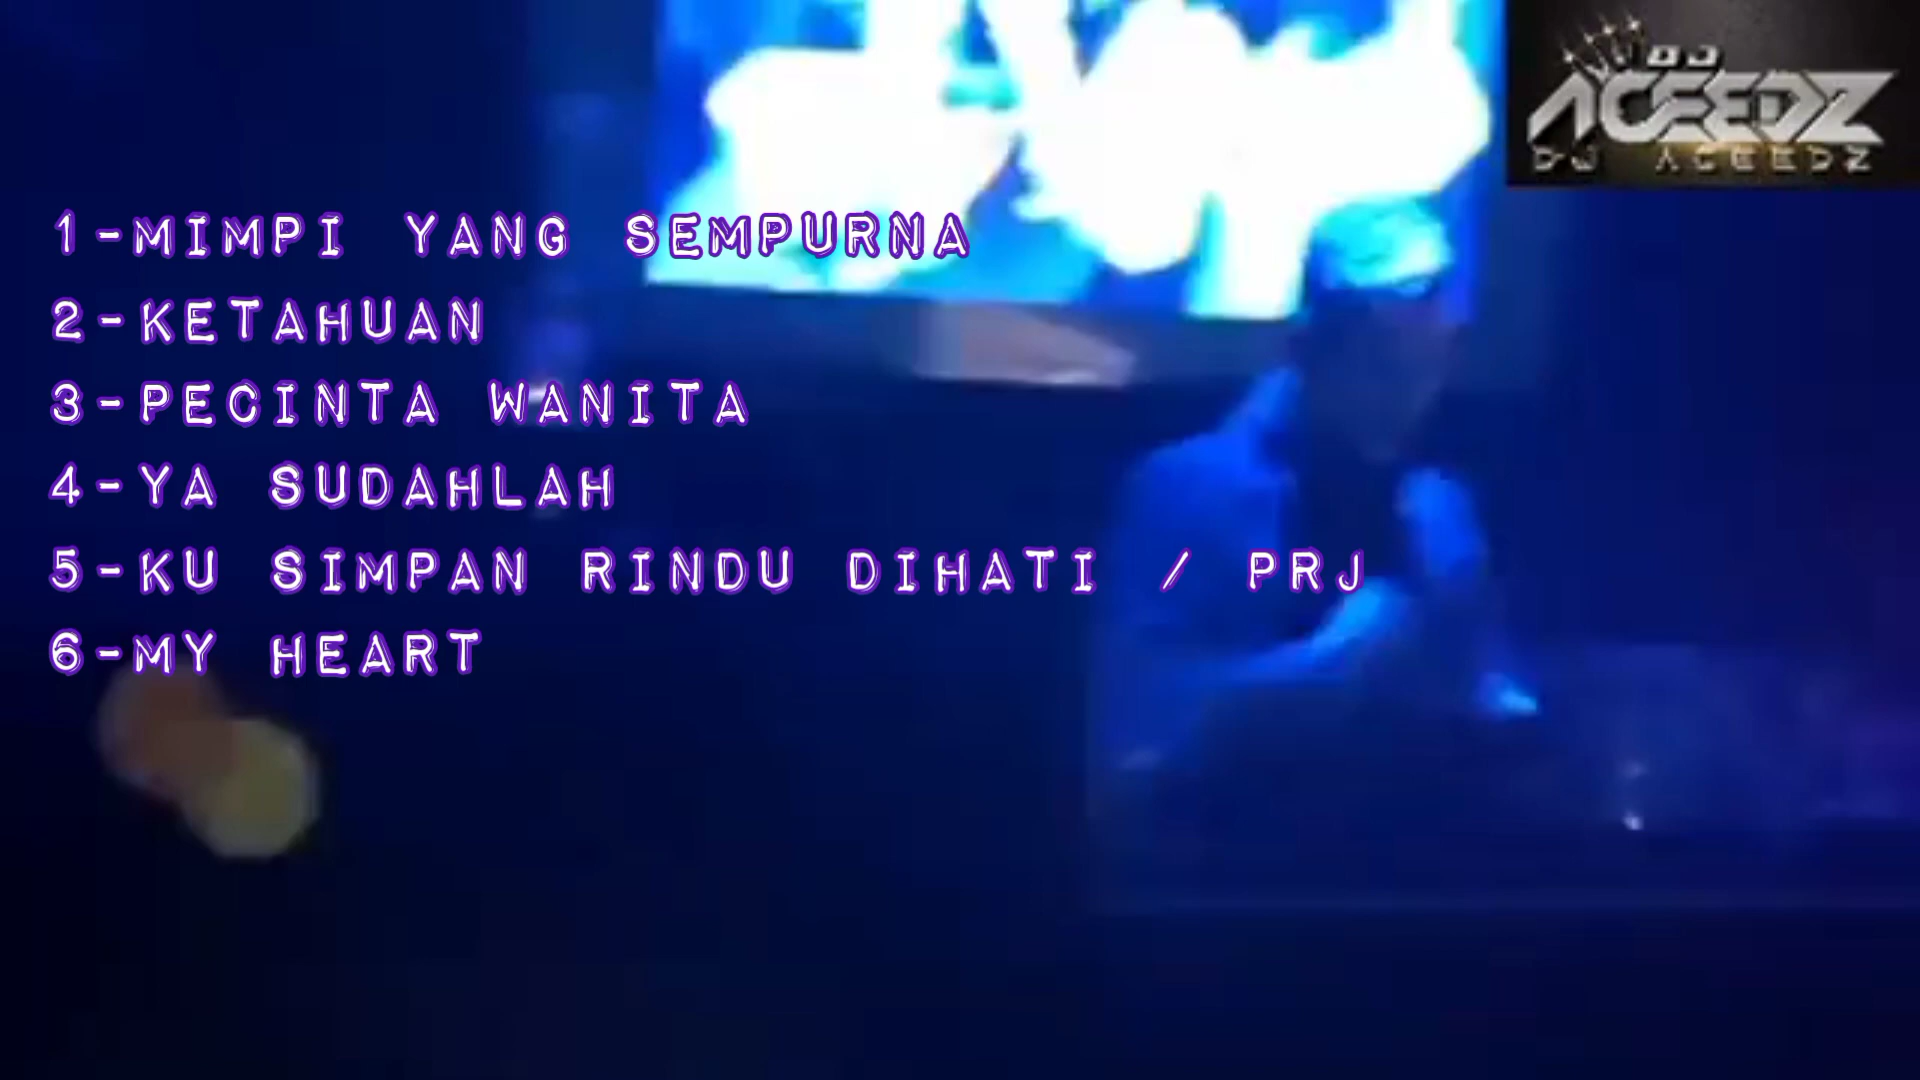 DJ
ACEEDZ
DJ ACEEDZ
1-MIMPI YANG SEMPURNA
2-KETAHUAN
3-PECINTA WANITA
4-YA SUDAHLAH
5-KU SIMPAN RINDU DIHATI / PRJ
6-MY HEART